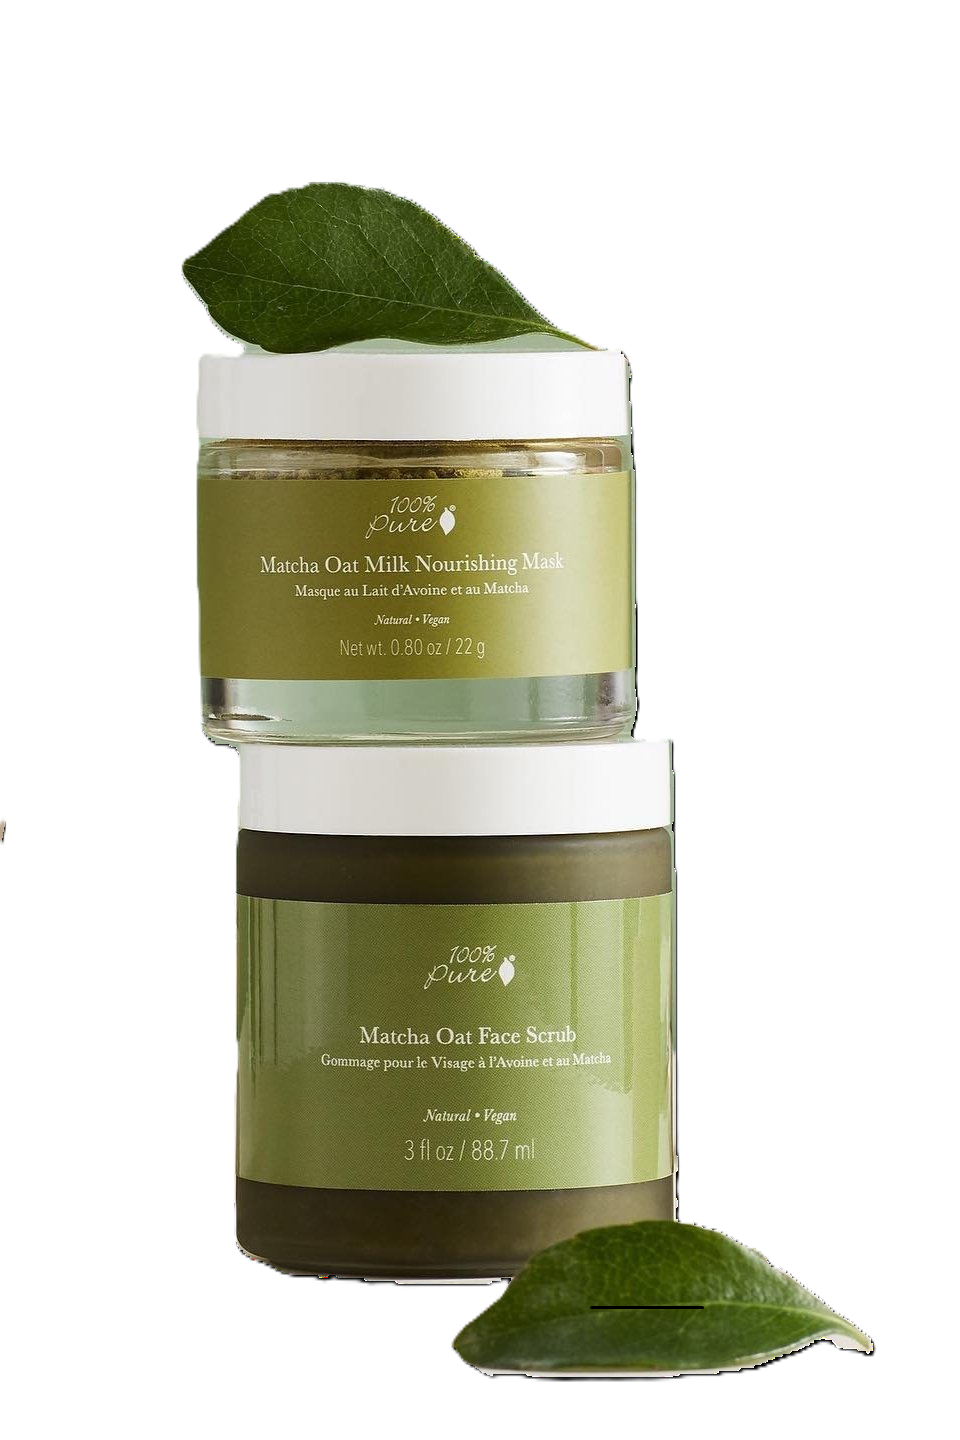 100%
Pure®
Matcha Oat Milk Nourishing Mask
Masque au Lait d'Avoine et au Matcha
Natural • Vegan
Net wt. 0.80 oz / 22 g
100%
Pure®
Matcha Oat Face Scrub
Gommage pour le Visage à l'Avoine et au Matcha
Natural • Vegan
3 fl oz / 88.7 ml